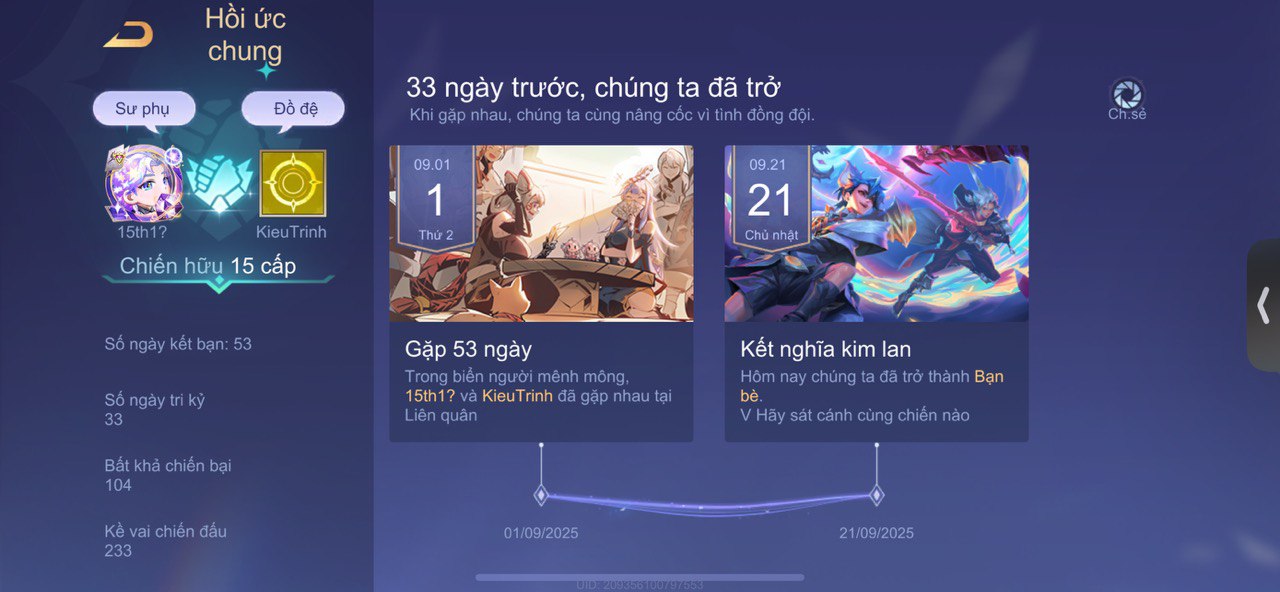 Hồi ức
chung
Sư phụ
Đồ đệ
15th1?
KieuTrinh
Chiến hữu 15 cấp
Số ngày kết bạn: 53
Số ngày tri kỷ
33
Bất khả chiến bại
104
Kề vai chiến đấu
233
33 ngày trước, chúng ta đã trở
Khi gặp nhau, chúng ta cùng nâng cốc vì tình đồng đội.
Ch.sẻ
09.01
1
Thứ 2
Gặp 53 ngày
Trong biển người mênh mông,
15th1? và KieuTrinh đã gặp nhau tại
Liên quân
09.21
21
Chủ nhật
Kết nghĩa kim lan
Hôm nay chúng ta đã trở thành Bạn
bè.
V Hãy sát cánh cùng chiến nào
01/09/2025
21/09/2025